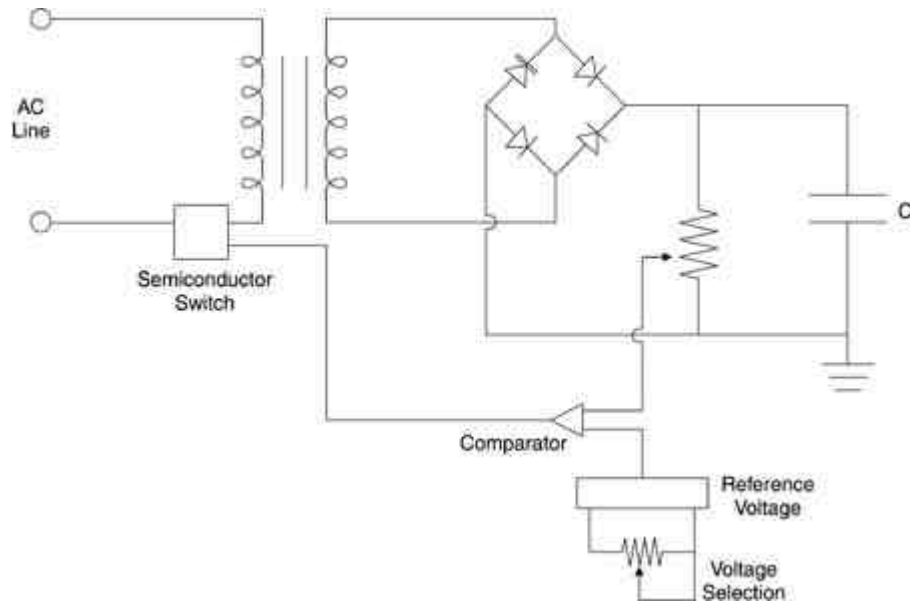 AC
Line
C
Semiconductor
Switch
Comparator
Reference
Voltage
Voltage
Selection